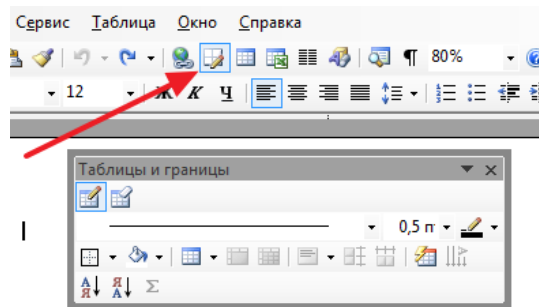 Сервис Таблица Окно Справка
80%
12 Ж К Ч
Таблицы и границы
0,5 п
А Я
Я А
Σ